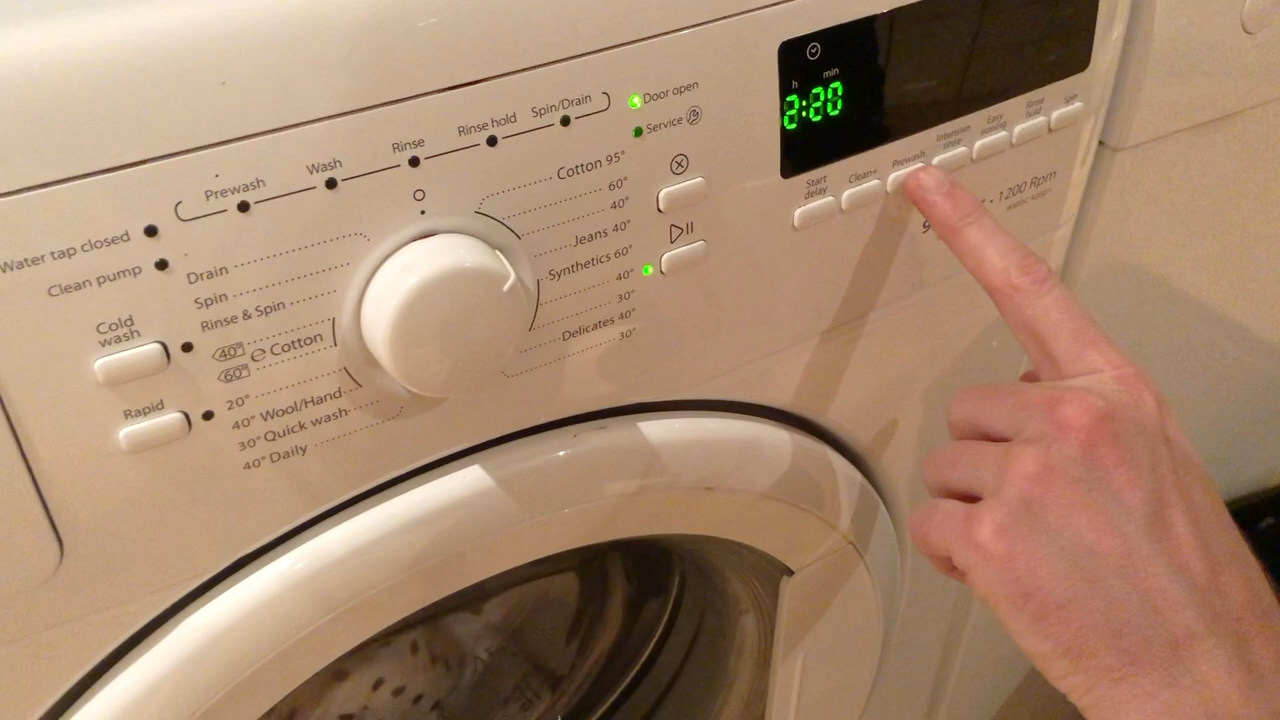 Water tap closed
Clean pump
Prewash
Wash
Rinse
Rinse hold
Spin/Drain
Door open
Service
Cold
wash
Rapid
Drain
Spin
Rinse & Spin
40°
60°
e Cotton
20°
40° Wool/Hand
30° Quick wash
40° Daily
Cotton 95°
60°
40°
Jeans 40°
Synthetics 60°
40°
30°
Delicates 40°
30°
h min
2:20
Start
delay
Clean+
Prewash
Intensive
rinse
Easy
ironing
Rinse
hold
Spin
1200 Rpm